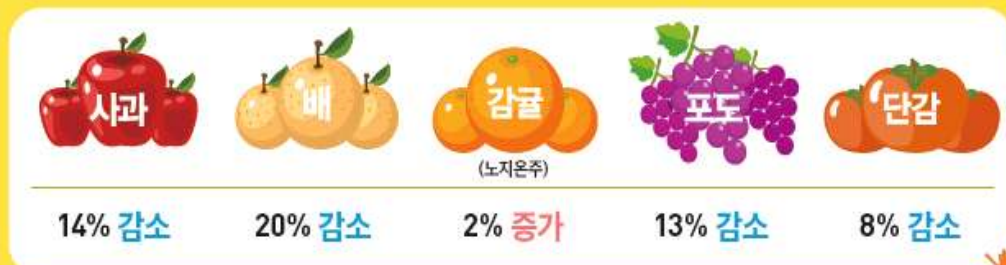 사과 배 감귤 포도 단감
(노지온주)
14% 감소 20% 감소 2% 증가 13% 감소 8% 감소